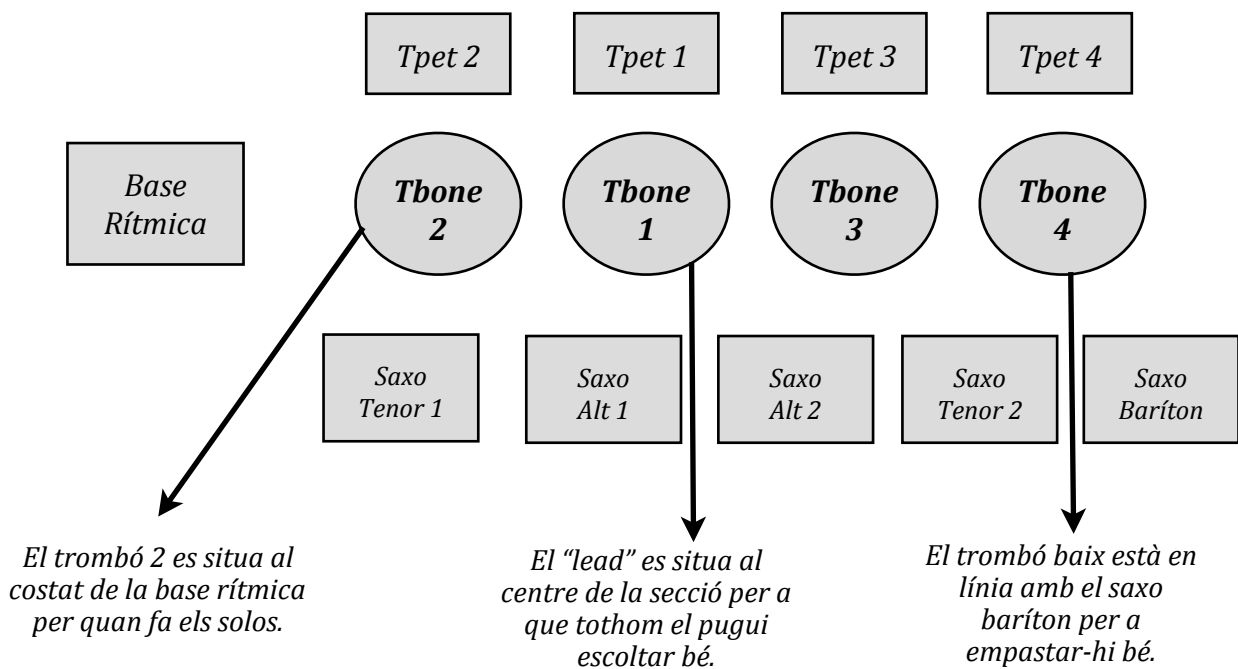 Tpet 2
Tpet 1
Tpet 3
Tpet 4
Base
Rítmica
Tbone
2
Tbone
1
Tbone
3
Tbone
4
Saxo
Tenor 1
Saxo
Alt 1
Saxo
Alt 2
Saxo
Tenor 2
Saxo
Baríton
El trombó 2 es situa al
costat de la base rítmica
per quan fa els solos.
El “lead” es situa al
centre de la secció per a
que tothom el pugui
escoltar bé.
El trombó baix està en
línia amb el saxo
baríton per a
empastar-hi bé.